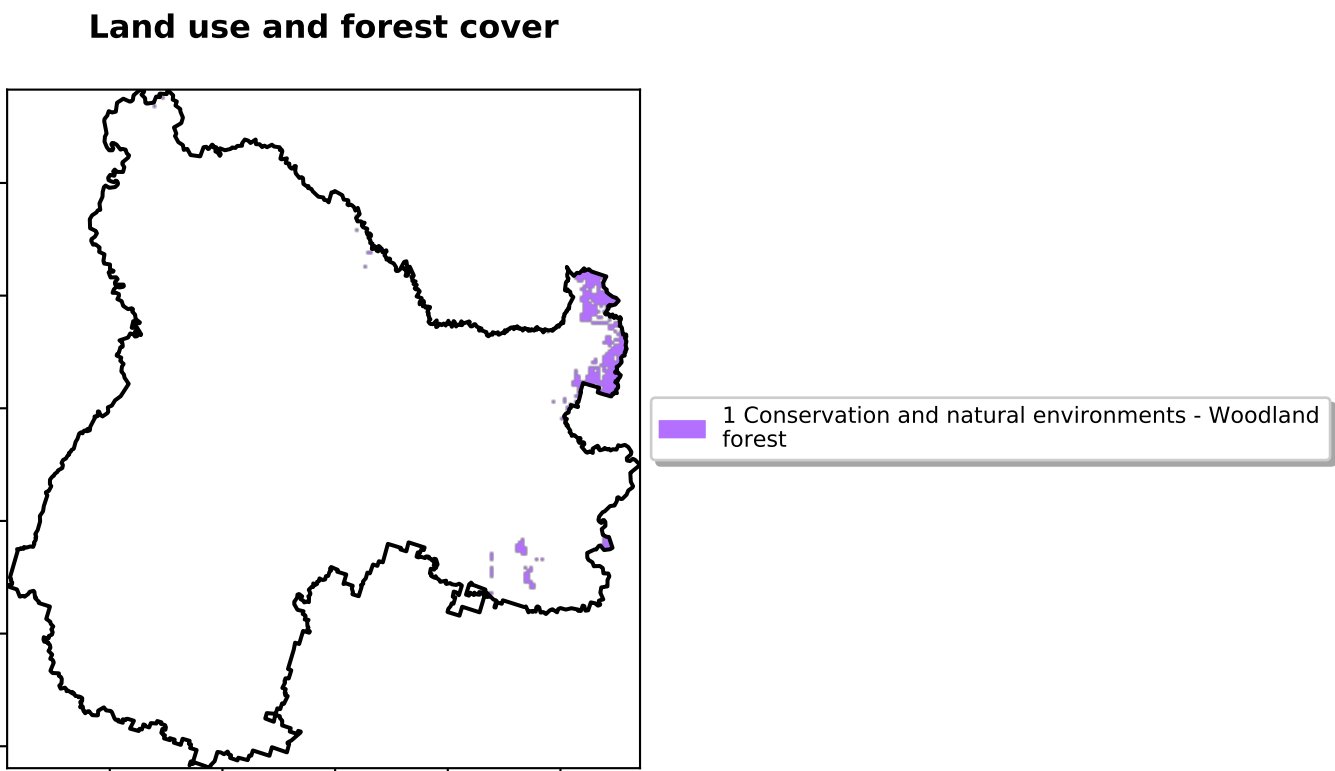 Land use and forest cover
1 Conservation and natural environments - Woodland
forest